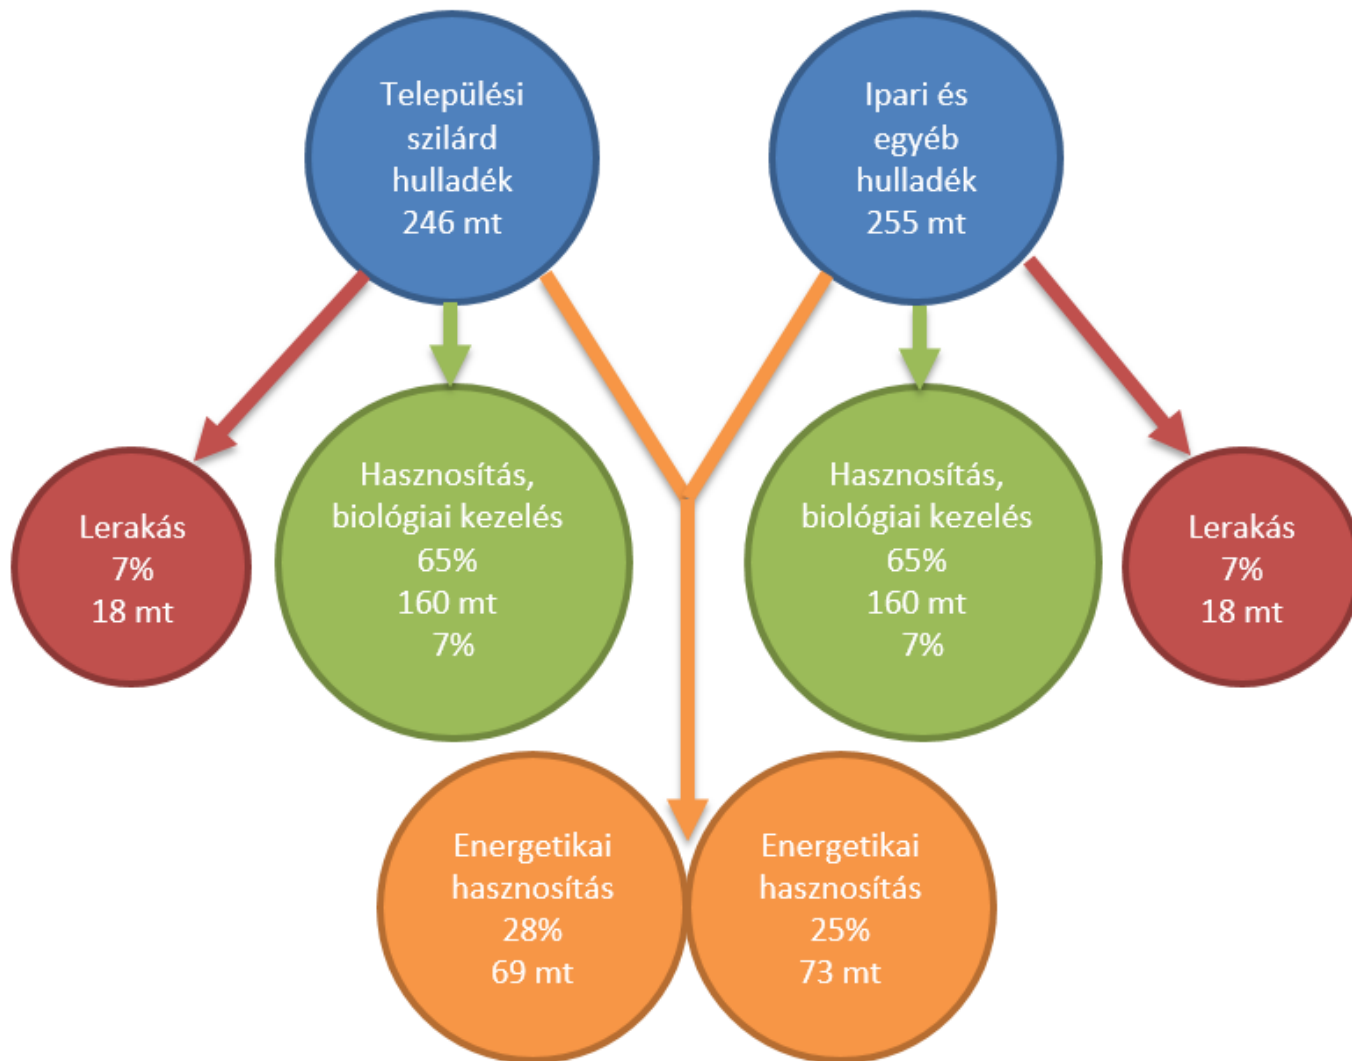 Települési
szilárd
hulladék
246 mt
Ipari és
egyéb
hulladék
255 mt
Lerakás
7%
18 mt
Hasznosítás,
biológiai kezelés
65%
160 mt
7%
Hasznosítás,
biológiai kezelés
65%
160 mt
7%
Lerakás
7%
18 mt
Energetikai
hasznosítás
28%
69 mt
Energetikai
hasznosítás
25%
73 mt